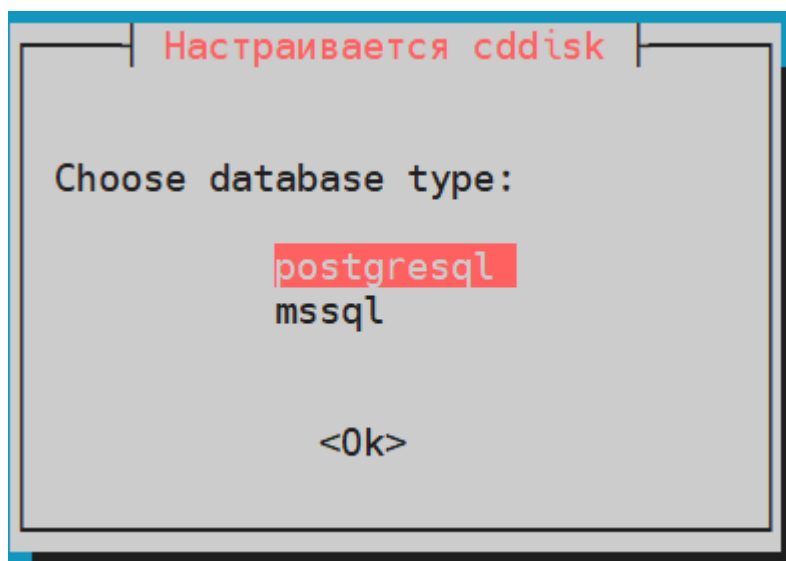 Настраивается cddisk
Choose database type:
postgresql
mssql
<Ok>